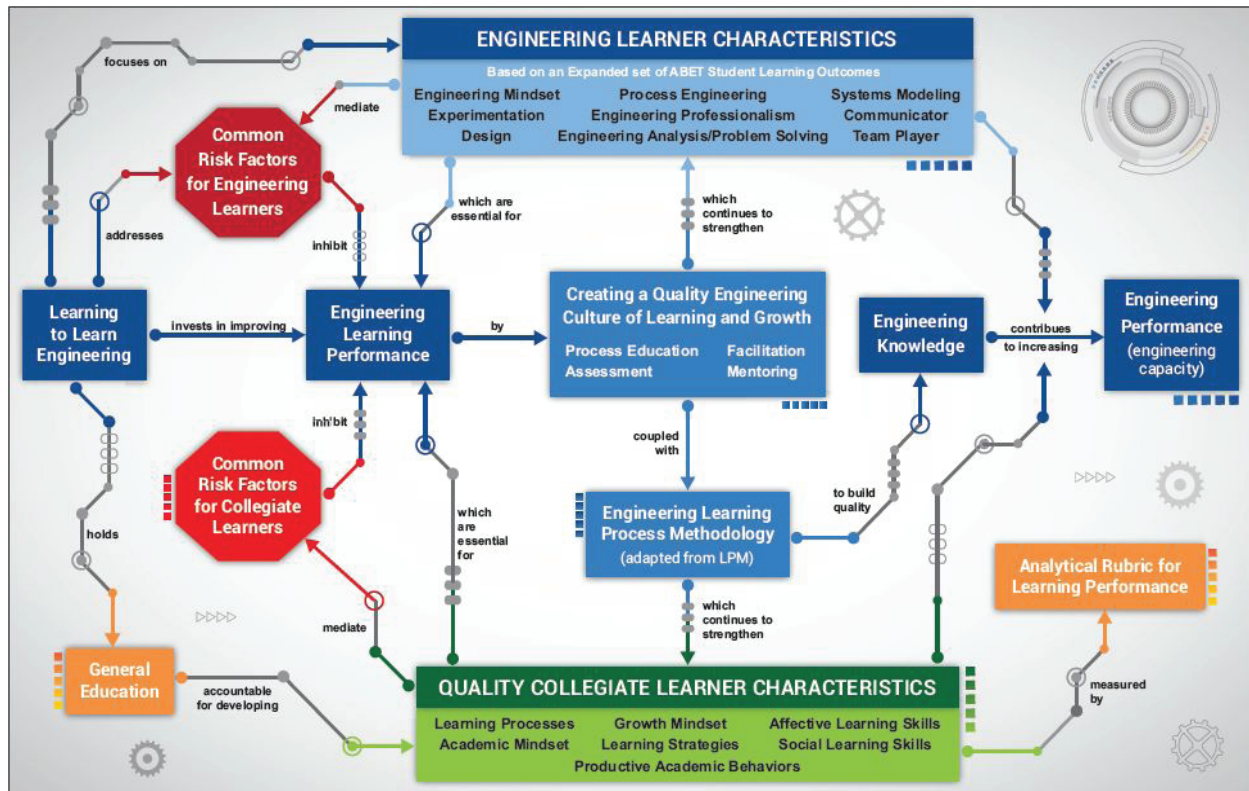 ENGINEERING LEARNER CHARACTERISTICS
Based on an Expanded set of ABET Student Learning Outcomes
Engineering Mindset
Process Engineering
Systems Modeling
Experimentation
Engineering Professionalism
Communicator
Design
Engineering Analysis/Problem Solving
Team Player
focuses on
mediate
Common
Risk Factors
for Engineering
Learners
addresses
inhibit
which are
essential for
which
continues to
strengthen
Learning
to Learn
Engineering
invests in improving
Engineering
Learning
Performance
by
Creating a Quality Engineering
Culture of Learning and Growth
Process Education
Facilitation
Assessment
Mentoring
Engineering
Knowledge
contribues
to increasing
Engineering
Performance
(engineering
capacity)
inhibit
coupled
with
Common
Risk Factors
for Collegiate
Learners
holds
which
are
essential
for
Engineering Learning
Process Methodology
(adapted from LPM)
to build
quality
Analytical Rubric for
Learning Performance
mediate
which
continues to
strengthen
General
Education
accountable
for developing
QUALITY COLLEGIATE LEARNER CHARACTERISTICS
Learning Processes
Growth Mindset
Affective Learning Skills
Academic Mindset
Learning Strategies
Social Learning Skills
Productive Academic Behaviors
measured
by